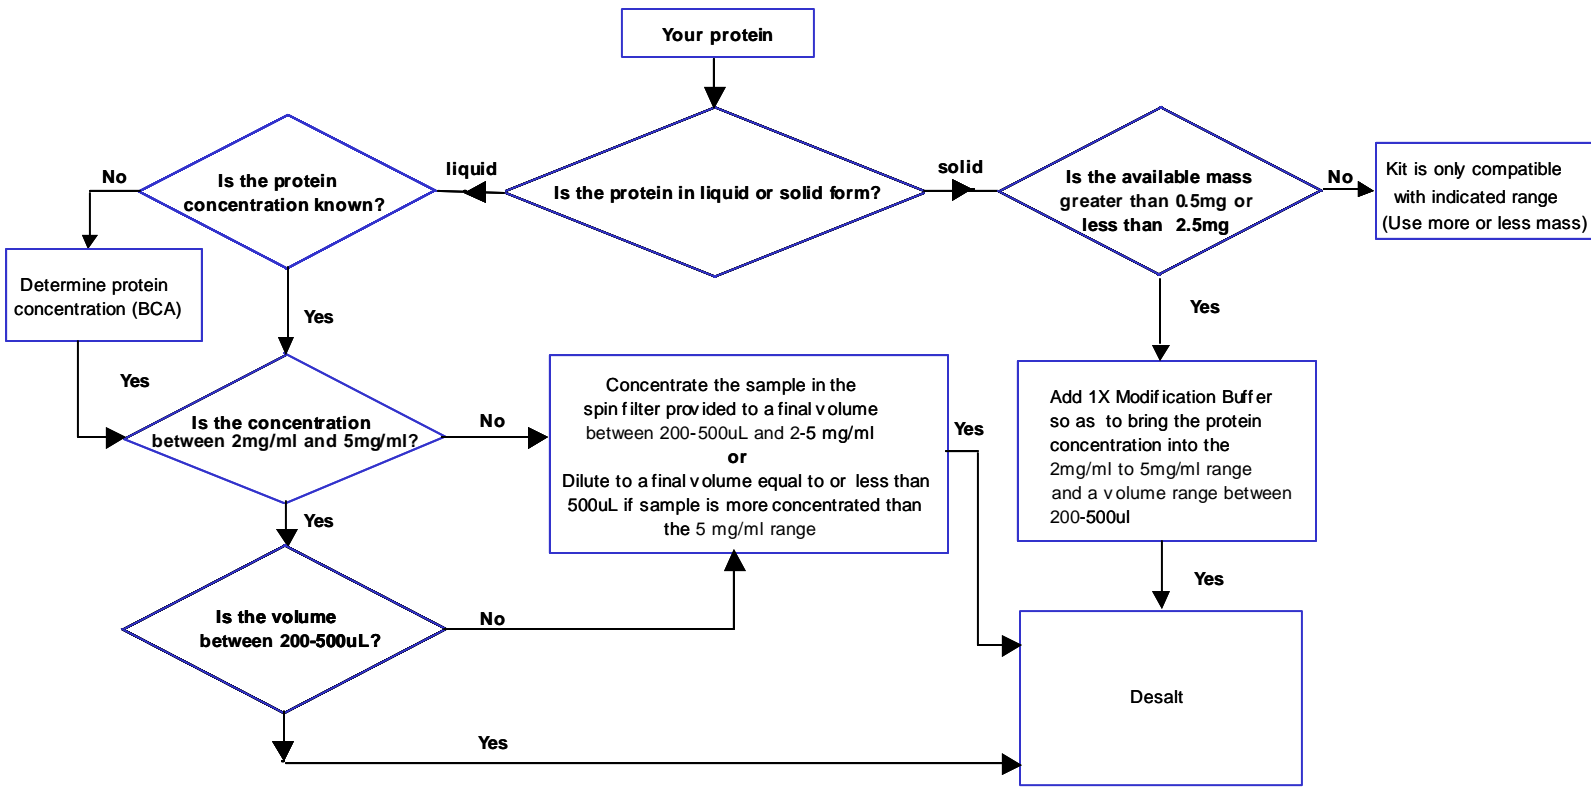 Your protein
Is the protein in liquid or solid form?
liquid
solid
Is the protein
concentration known?
No
Determine protein
concentration (BCA)
Yes
Yes
Is the concentration
between 2mg/ml and 5mg/ml?
No
Yes
Is the volume
between 200-500uL?
No
Yes
Concentrate the sample in the
spin filter provided to a final volume
between 200-500uL and 2-5 mg/ml
or
Dilute to a final volume equal to or less than
500uL if sample is more concentrated than
the 5 mg/ml range
Yes
Is the available mass
greater than 0.5mg or
less than 2.5mg
No
Kit is only compatible
with indicated range
(Use more or less mass)
Yes
Add 1X Modification Buffer
so as to bring the protein
concentration into the
2mg/ml to 5mg/ml range
and a volume range between
200-500ul
Yes
Desalt